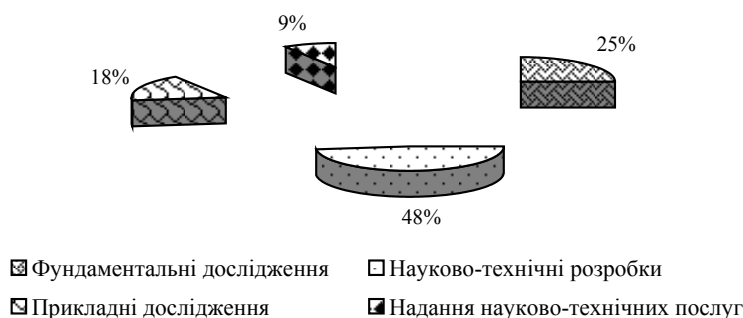 9%
25%
18%
48%
Фундаментальні дослідження
Науково-технічні розробки
Прикладні дослідження
Надання науково-технічних послуг